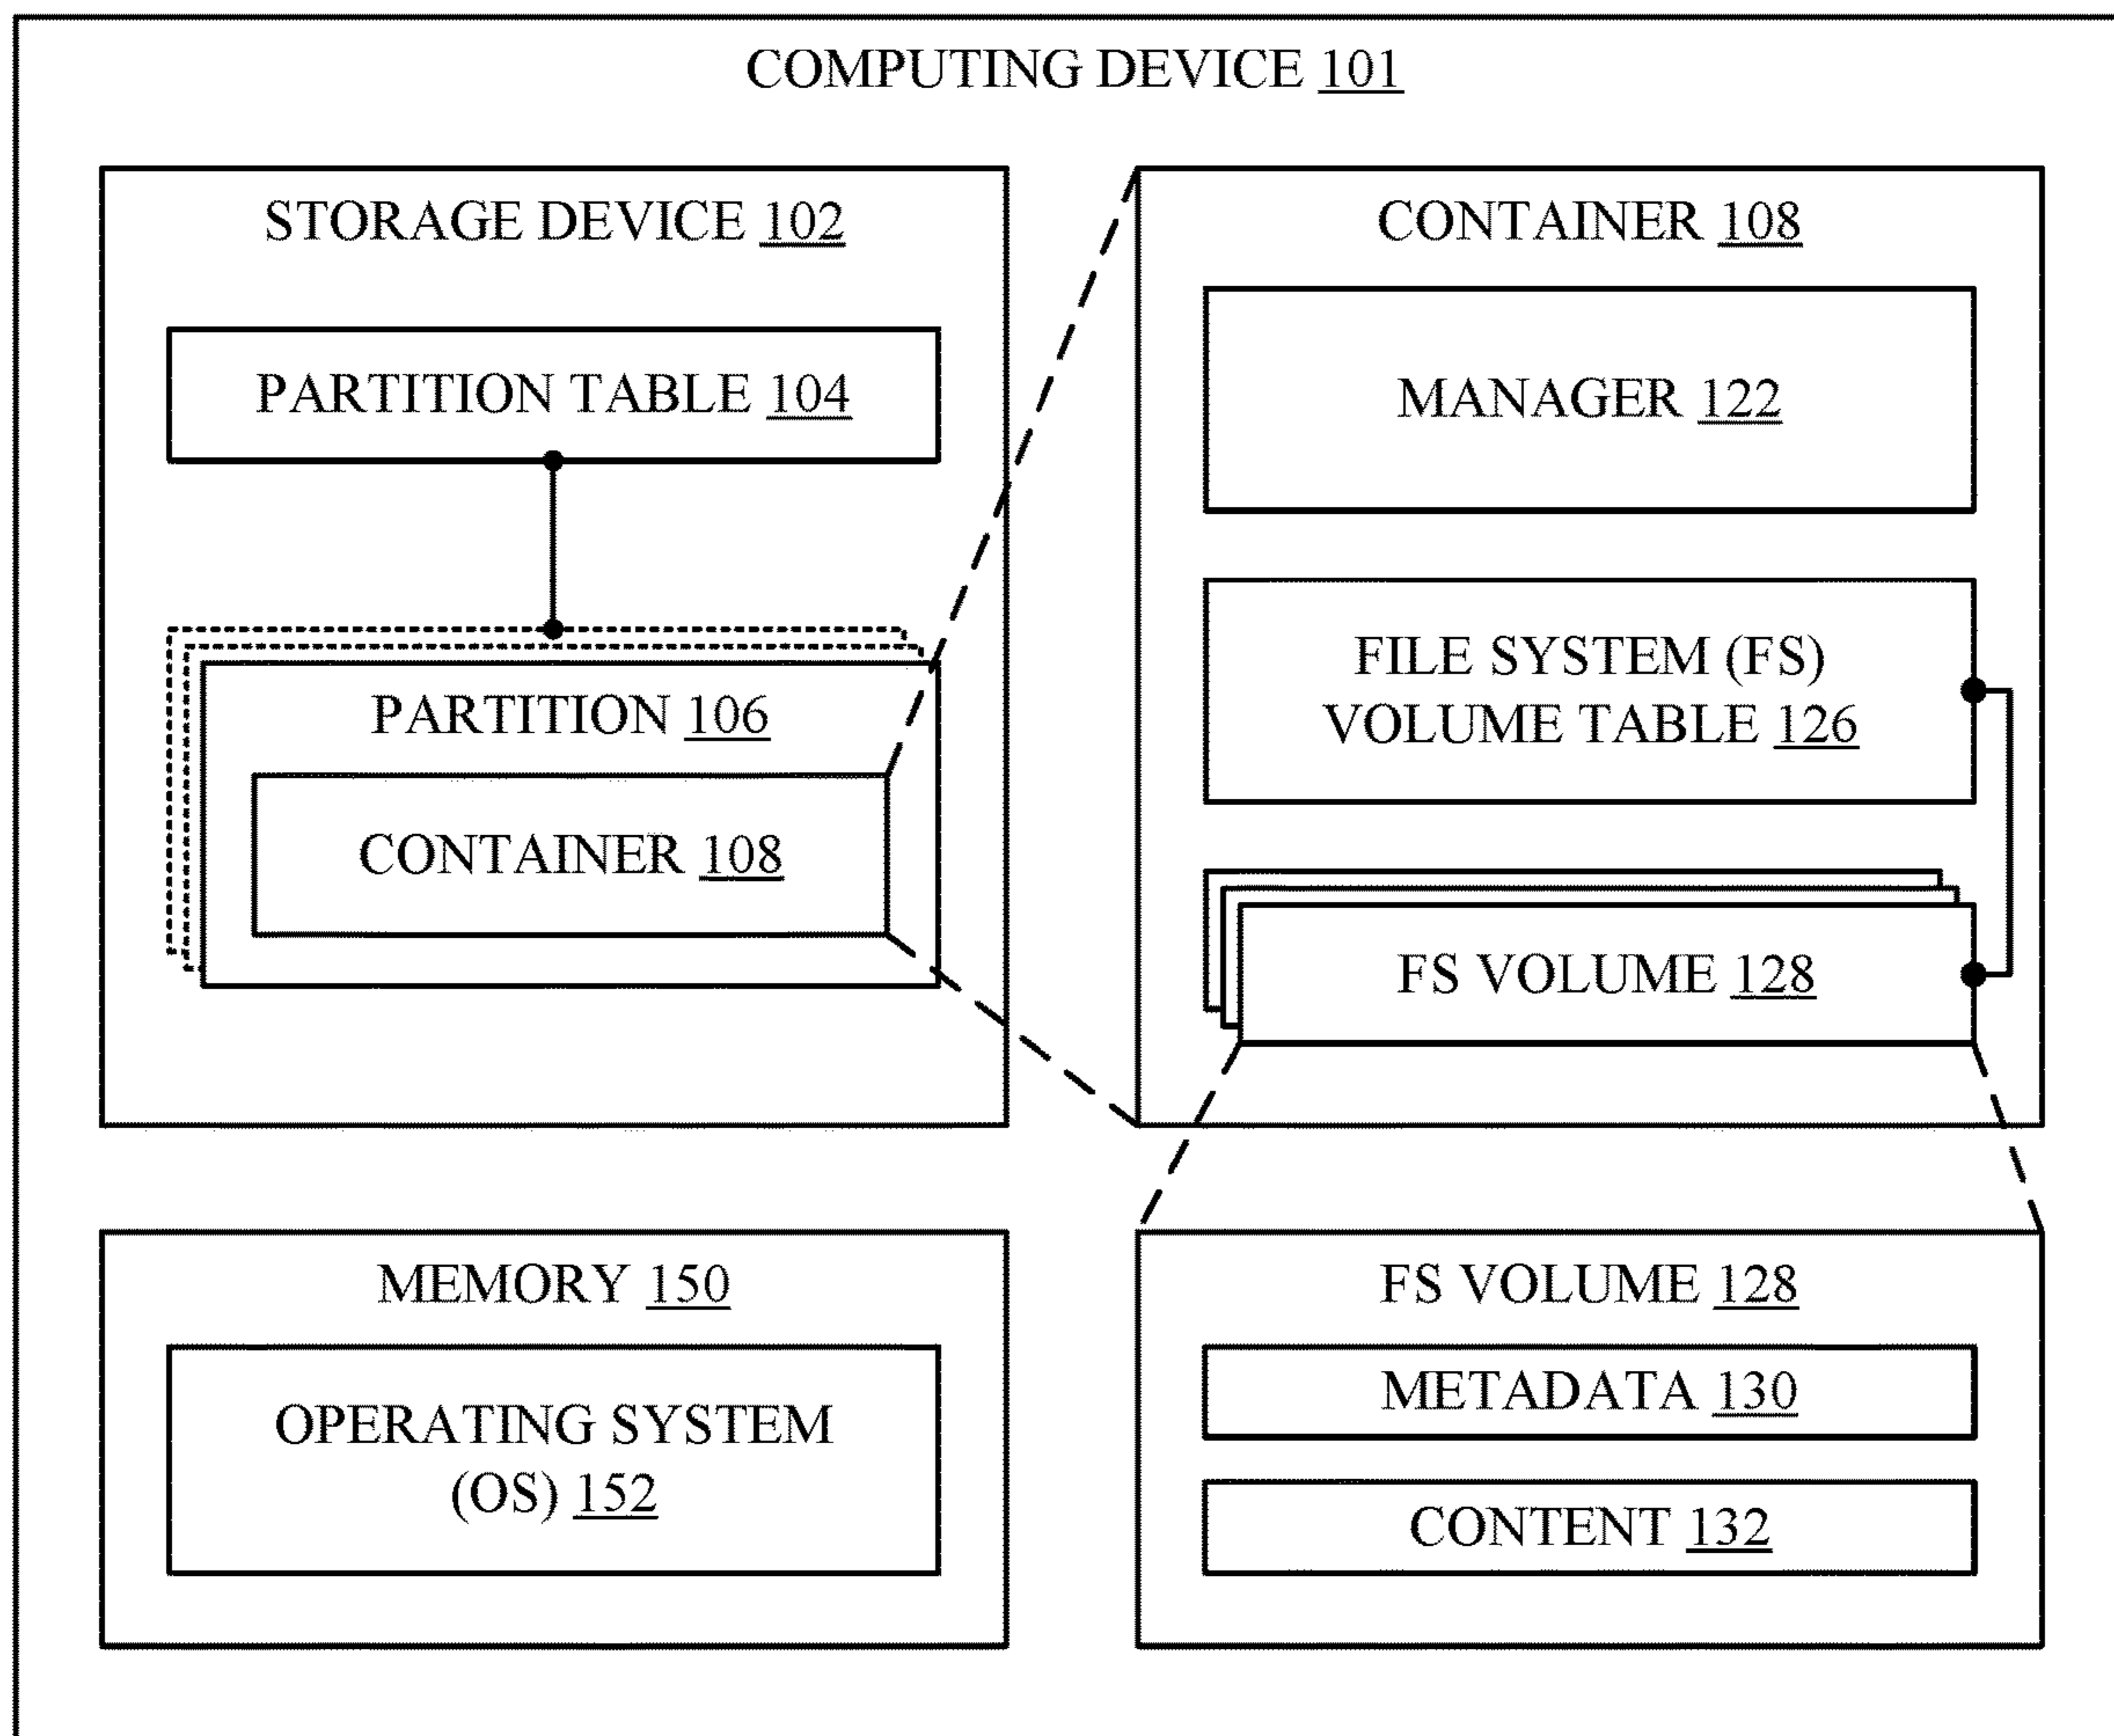 COMPUTING DEVICE 101
STORAGE DEVICE 102
PARTITION TABLE 104
PARTITION 106
CONTAINER 108
CONTAINER 108
MANAGER 122
FILE SYSTEM (FS)
VOLUME TABLE 126
FS VOLUME 128
MEMORY 150
OPERATING SYSTEM
(OS) 152
FS VOLUME 128
METADATA 130
CONTENT 132